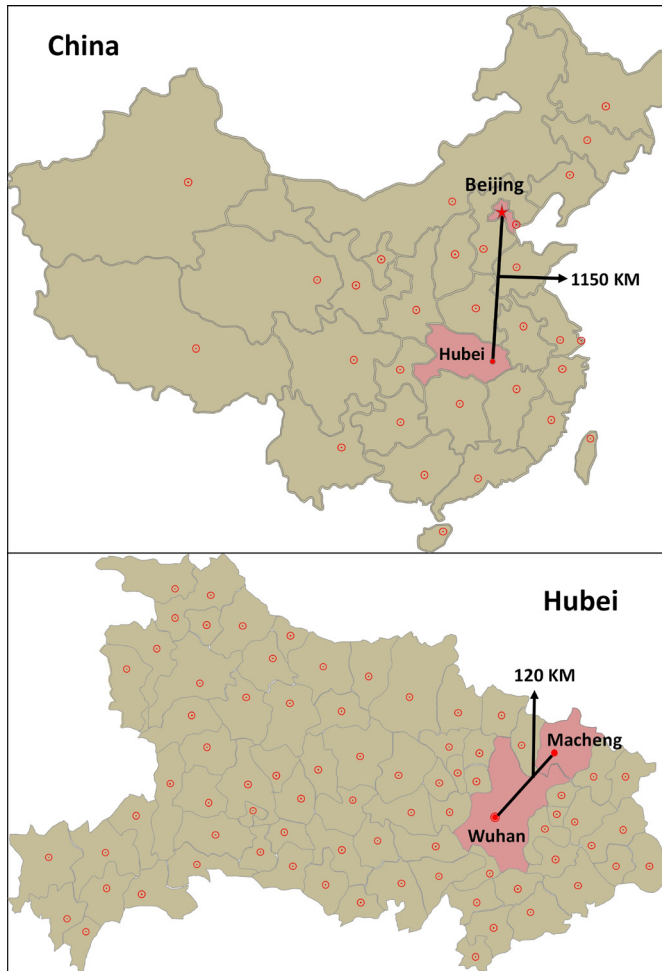 China
Beijing
1150 KM
Hubei
Hubei
120 KM
Macheng
Wuhan